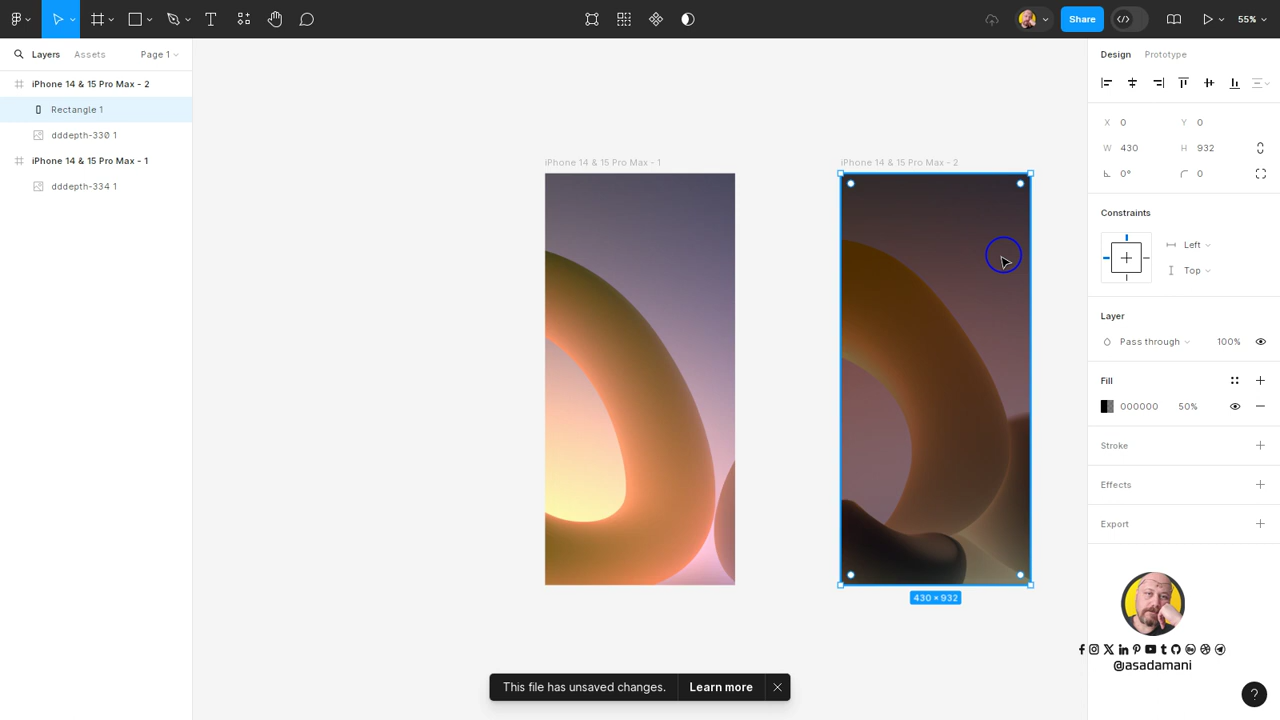 Share
55%
Layers
Assets
Page 1
iPhone 14 & 15 Pro Max - 2
Rectangle 1
dddepth-330 1
iPhone 14 & 15 Pro Max - 1
dddepth-334 1
iPhone 14 & 15 Pro Max - 1
iPhone 14 & 15 Pro Max - 2
430 × 932
This file has unsaved changes.
Learn more
Design
Prototype
X 0
Y 0
W 430
H 932
0°
0
Constraints
Left
Top
Layer
Pass through
100%
Fill
000000
50%
Stroke
Effects
Export
@asadamani
?